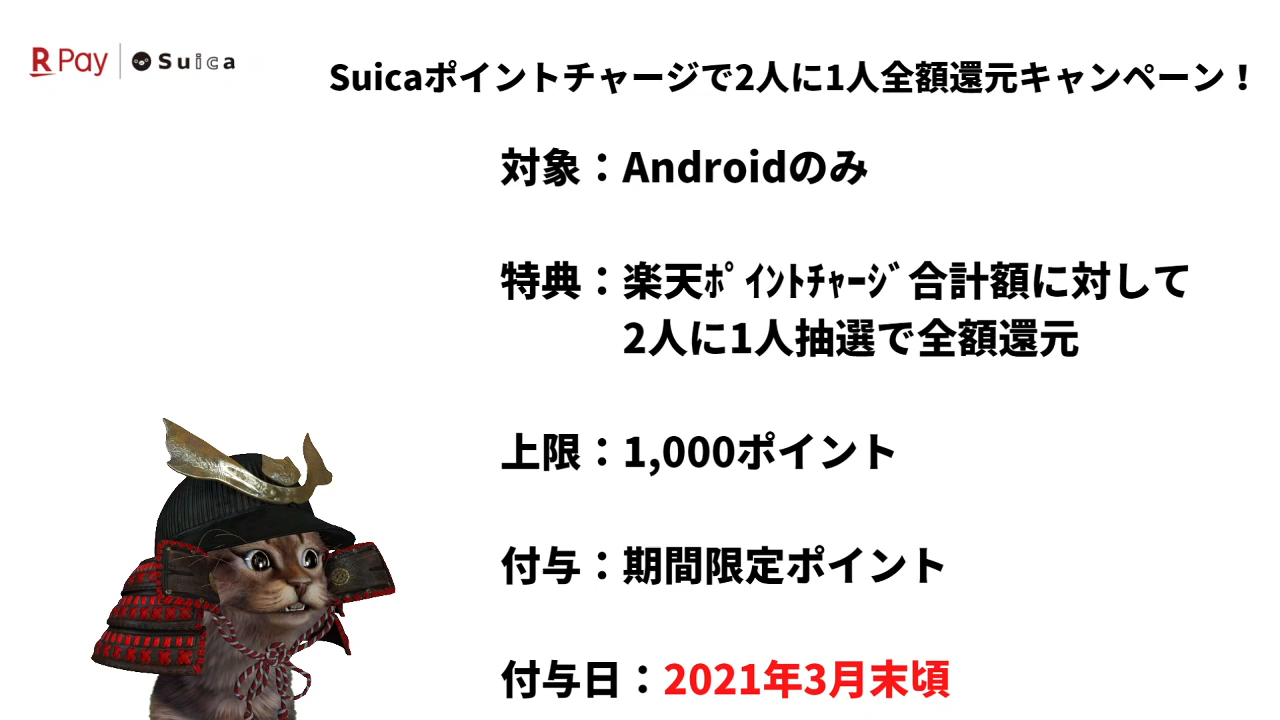 R Pay | Suica
Suicaポイントチャージで2人に1人全額還元キャンペーン！
対象：Androidのみ
特典：楽天ﾎﾟｲﾝﾄﾁｬｰｼﾞ合計額に対して
2人に1人抽選で全額還元
上限：1,000ポイント
付与：期間限定ポイント
付与日：2021年3月末頃